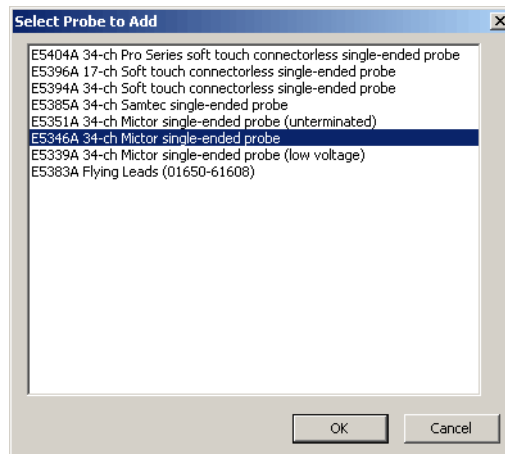 Select Probe to Add
E5404A 34-ch Pro Series soft touch connectorless single-ended probe
E5396A 17-ch Soft touch connectorless single-ended probe
E5394A 34-ch Soft touch connectorless single-ended probe
E5385A 34-ch Samtec single-ended probe
E5351A 34-ch Mictor single-ended probe (unterminated)
E5346A 34-ch Mictor single-ended probe
E5339A 34-ch Mictor single-ended probe (low voltage)
E5383A Flying Leads (01650-61608)
OK Cancel